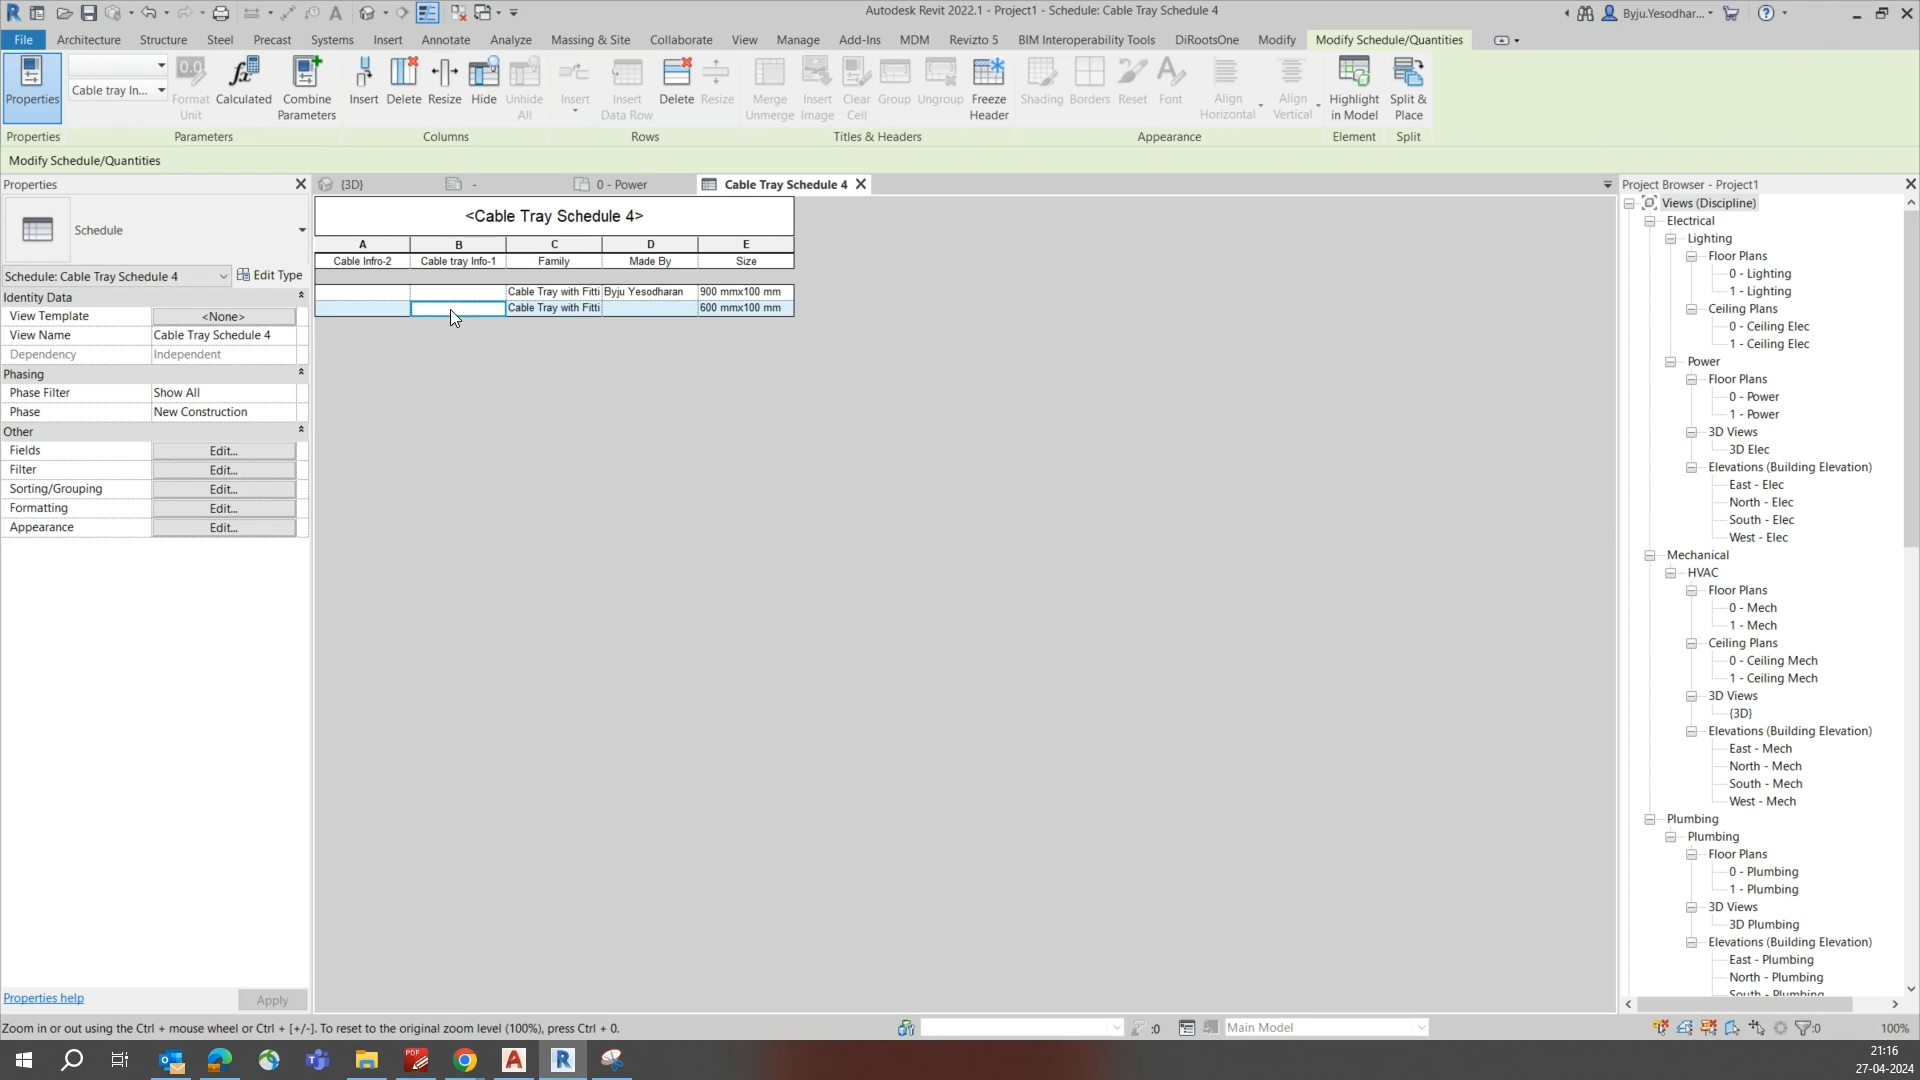 Autodesk Revit 2022.1 - Project1 - Schedule: Cable Tray Schedule 4
Byju.Yesodhar...
File Architecture Structure Steel Precast Systems Insert Annotate Analyze Massing & Site Collaborate View Manage Add-Ins MDM Revizto 5 BIM Interoperability Tools DiRootsOne Modify Modify Schedule/Quantities
Cable tray In...
Properties
Format Unit
Calculated
Combine Parameters
Insert
Delete
Resize
Hide
Unhide All
Insert
Insert Data Row
Delete
Resize
Merge Unmerge
Insert Image
Clear Cell
Group
Ungroup
Freeze Header
Shading
Borders
Reset
Font
Align Horizontal
Align Vertical
Highlight in Model
Split & Place
Properties Parameters Columns Rows Titles & Headers Appearance Element Split
Modify Schedule/Quantities
Properties
Schedule
Schedule: Cable Tray Schedule 4 Edit Type
Identity Data
View Template <None>
View Name Cable Tray Schedule 4
Dependency Independent
Phasing
Phase Filter Show All
Phase New Construction
Other
Fields Edit...
Filter Edit...
Sorting/Grouping Edit...
Formatting Edit...
Appearance Edit...
Properties help Apply
{3D} - 0 - Power Cable Tray Schedule 4
<Cable Tray Schedule 4>
A B C D E
Cable Infro-2 Cable tray Info-1 Family Made By Size
Cable Tray with Fitti Byju Yesodharan 900 mmx100 mm
Cable Tray with Fitti 600 mmx100 mm
Project Browser - Project1
Views (Discipline)
Electrical
Lighting
Floor Plans
0 - Lighting
1 - Lighting
Ceiling Plans
0 - Ceiling Elec
1 - Ceiling Elec
Power
Floor Plans
0 - Power
1 - Power
3D Views
3D Elec
Elevations (Building Elevation)
East - Elec
North - Elec
South - Elec
West - Elec
Mechanical
HVAC
Floor Plans
0 - Mech
1 - Mech
Ceiling Plans
0 - Ceiling Mech
1 - Ceiling Mech
3D Views
{3D}
Elevations (Building Elevation)
East - Mech
North - Mech
South - Mech
West - Mech
Plumbing
Plumbing
Floor Plans
0 - Plumbing
1 - Plumbing
3D Views
3D Plumbing
Elevations (Building Elevation)
East - Plumbing
North - Plumbing
South - Plumbing
Zoom in or out using the Ctrl + mouse wheel or Ctrl + [+/-]. To reset to the original zoom level (100%), press Ctrl + 0.
:0 Main Model :0 100%
21:16
27-04-2024